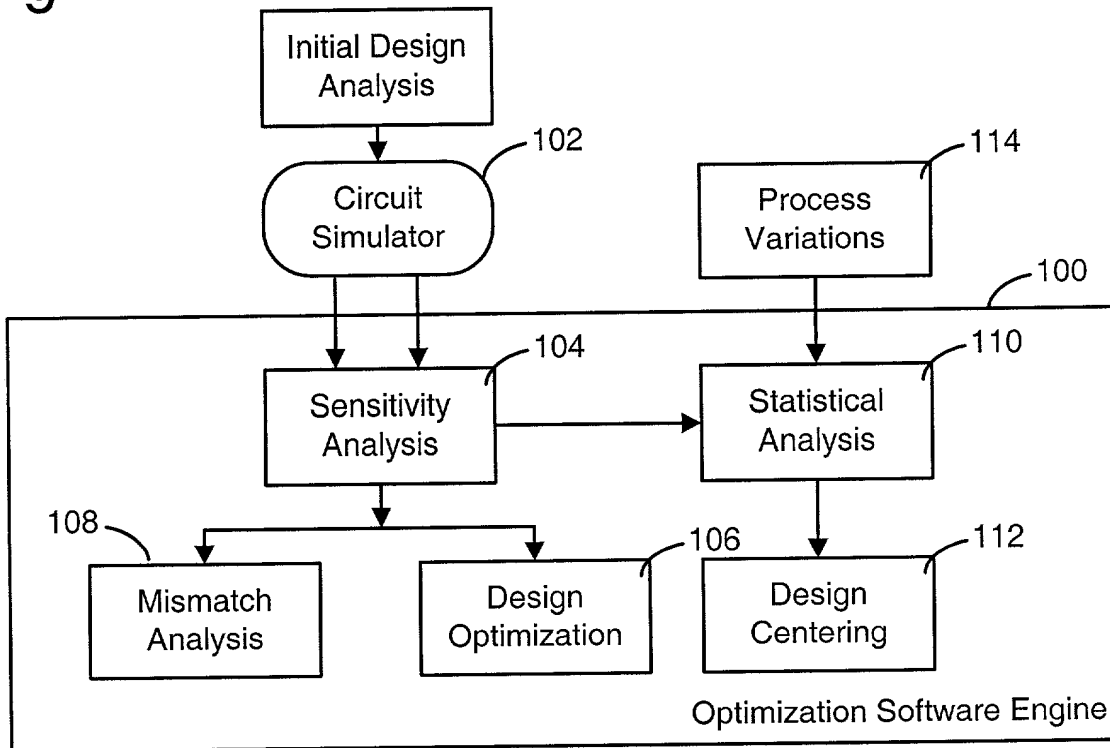 g
Initial Design
Analysis
102
114
Circuit
Simulator
Process
Variations
100
104
110
Sensitivity
Analysis
Statistical
Analysis
108
106
112
Mismatch
Analysis
Design
Optimization
Design
Centering
Optimization Software Engine